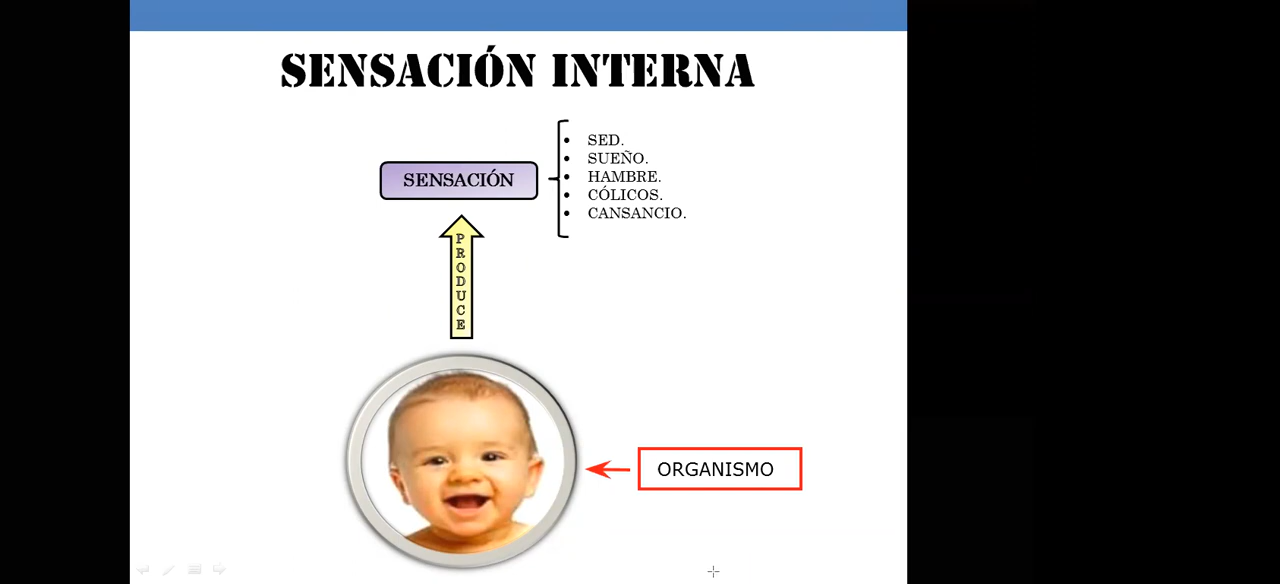 SENSACIÓN INTERNA
SENSACIÓN
• SED.
• SUEÑO.
• HAMBRE.
• CÓLICOS.
• CANSANCIO.
PRODUCE
ORGANISMO